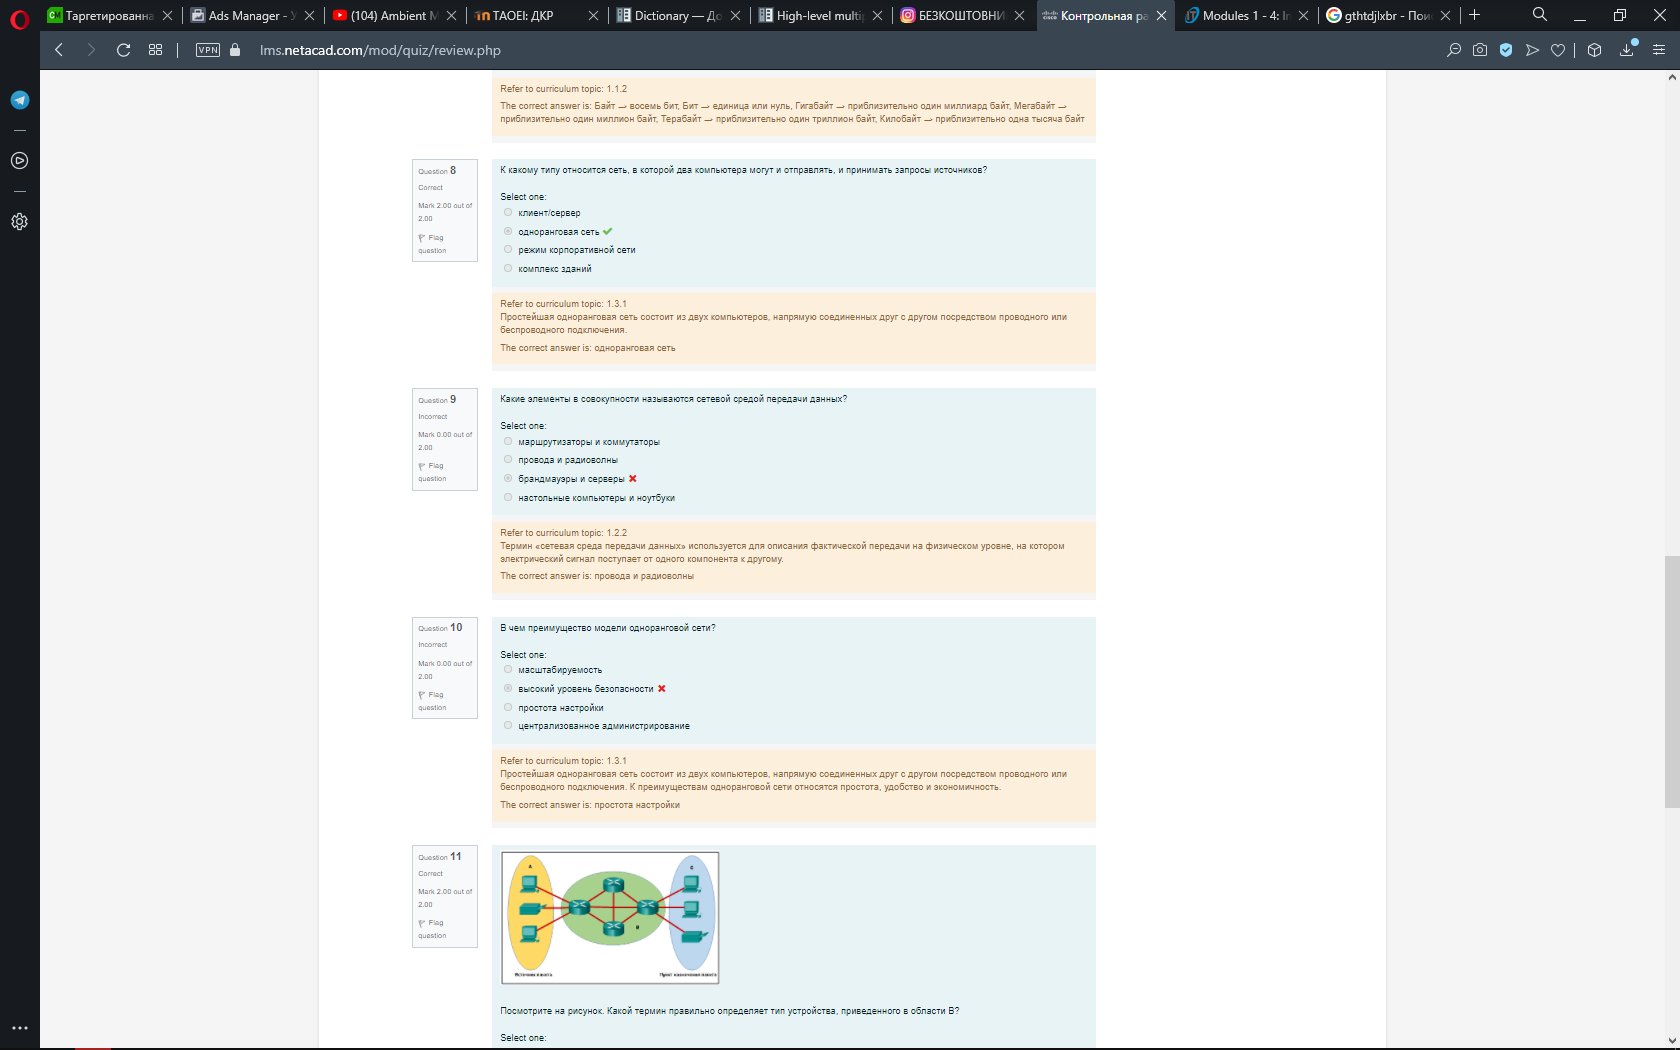 Таргетированна
Ads Manager - У
(104) Ambient M
TAOEI: ДКР
Dictionary — До
High-level multip
БЕЗКОШТОВНИ
Контрольная ра
Modules 1 - 4: In
gthtdjlxbr - Пои
VPN
lms.netacad.com/mod/quiz/review.php
Refer to curriculum topic: 1.1.2
The correct answer is: Байт → восемь бит, Бит → единица или нуль, Гигабайт → приблизительно один миллиард байт, Мегабайт →
приблизительно один миллион байт, Терабайт → приблизительно один триллион байт, Килобайт → приблизительно одна тысяча байт
Question 8
Correct
Mark 2.00 out of
2.00
Flag
question
К какому типу относится сеть, в которой два компьютера могут и отправлять, и принимать запросы источников?
Select one:
клиент/сервер
одноранговая сеть
режим корпоративной сети
комплекс зданий
Refer to curriculum topic: 1.3.1
Простейшая одноранговая сеть состоит из двух компьютеров, напрямую соединенных друг с другом посредством проводного или
беспроводного подключения.
The correct answer is: одноранговая сеть
Question 9
Incorrect
Mark 0.00 out of
2.00
Flag
question
Какие элементы в совокупности называются сетевой средой передачи данных?
Select one:
маршрутизаторы и коммутаторы
провода и радиоволны
брандмауэры и серверы
настольные компьютеры и ноутбуки
Refer to curriculum topic: 1.2.2
Термин «сетевая среда передачи данных» используется для описания фактической передачи на физическом уровне, на котором
электрический сигнал поступает от одного компонента к другому.
The correct answer is: провода и радиоволны
Question 10
Incorrect
Mark 0.00 out of
2.00
Flag
question
В чем преимущество модели одноранговой сети?
Select one:
масштабируемость
высокий уровень безопасности
простота настройки
централизованное администрирование
Refer to curriculum topic: 1.3.1
Простейшая одноранговая сеть состоит из двух компьютеров, напрямую соединенных друг с другом посредством проводного или
беспроводного подключения. К преимуществам одноранговой сети относятся простота, удобство и экономичность.
The correct answer is: простота настройки
Question 11
Correct
Mark 2.00 out of
2.00
Flag
question
A
C
B
Источник пакета
Пункт назначения пакета
Посмотрите на рисунок. Какой термин правильно определяет тип устройства, приведенного в области B?
Select one: